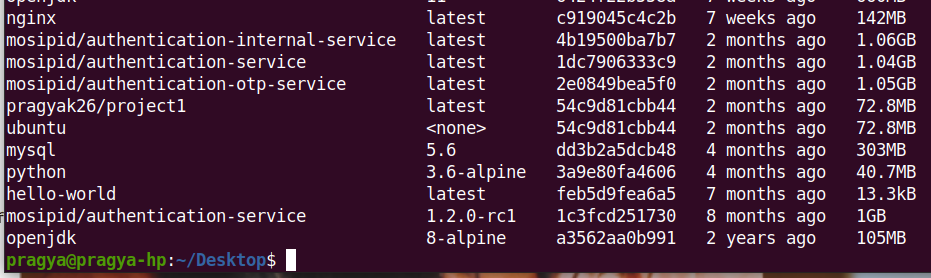 nginx latest c919045c4c2b 7 weeks ago 142MB
mosipid/authentication-internal-service latest 4b19500ba7b7 2 months ago 1.06GB
mosipid/authentication-service latest 1dc7906333c9 2 months ago 1.04GB
mosipid/authentication-otp-service latest 2e0849bea5f0 2 months ago 1.05GB
pragyak26/project1 latest 54c9d81cbb44 2 months ago 72.8MB
ubuntu <none> 54c9d81cbb44 2 months ago 72.8MB
mysql 5.6 dd3b2a5dcb48 4 months ago 303MB
python 3.6-alpine 3a9e80fa4606 4 months ago 40.7MB
hello-world latest feb5d9fea6a5 7 months ago 13.3kB
mosipid/authentication-service 1.2.0-rc1 1c3fcd251730 8 months ago 1GB
openjdk 8-alpine a3562aa0b991 2 years ago 105MB
pragya@pragya-hp:~/Desktop$